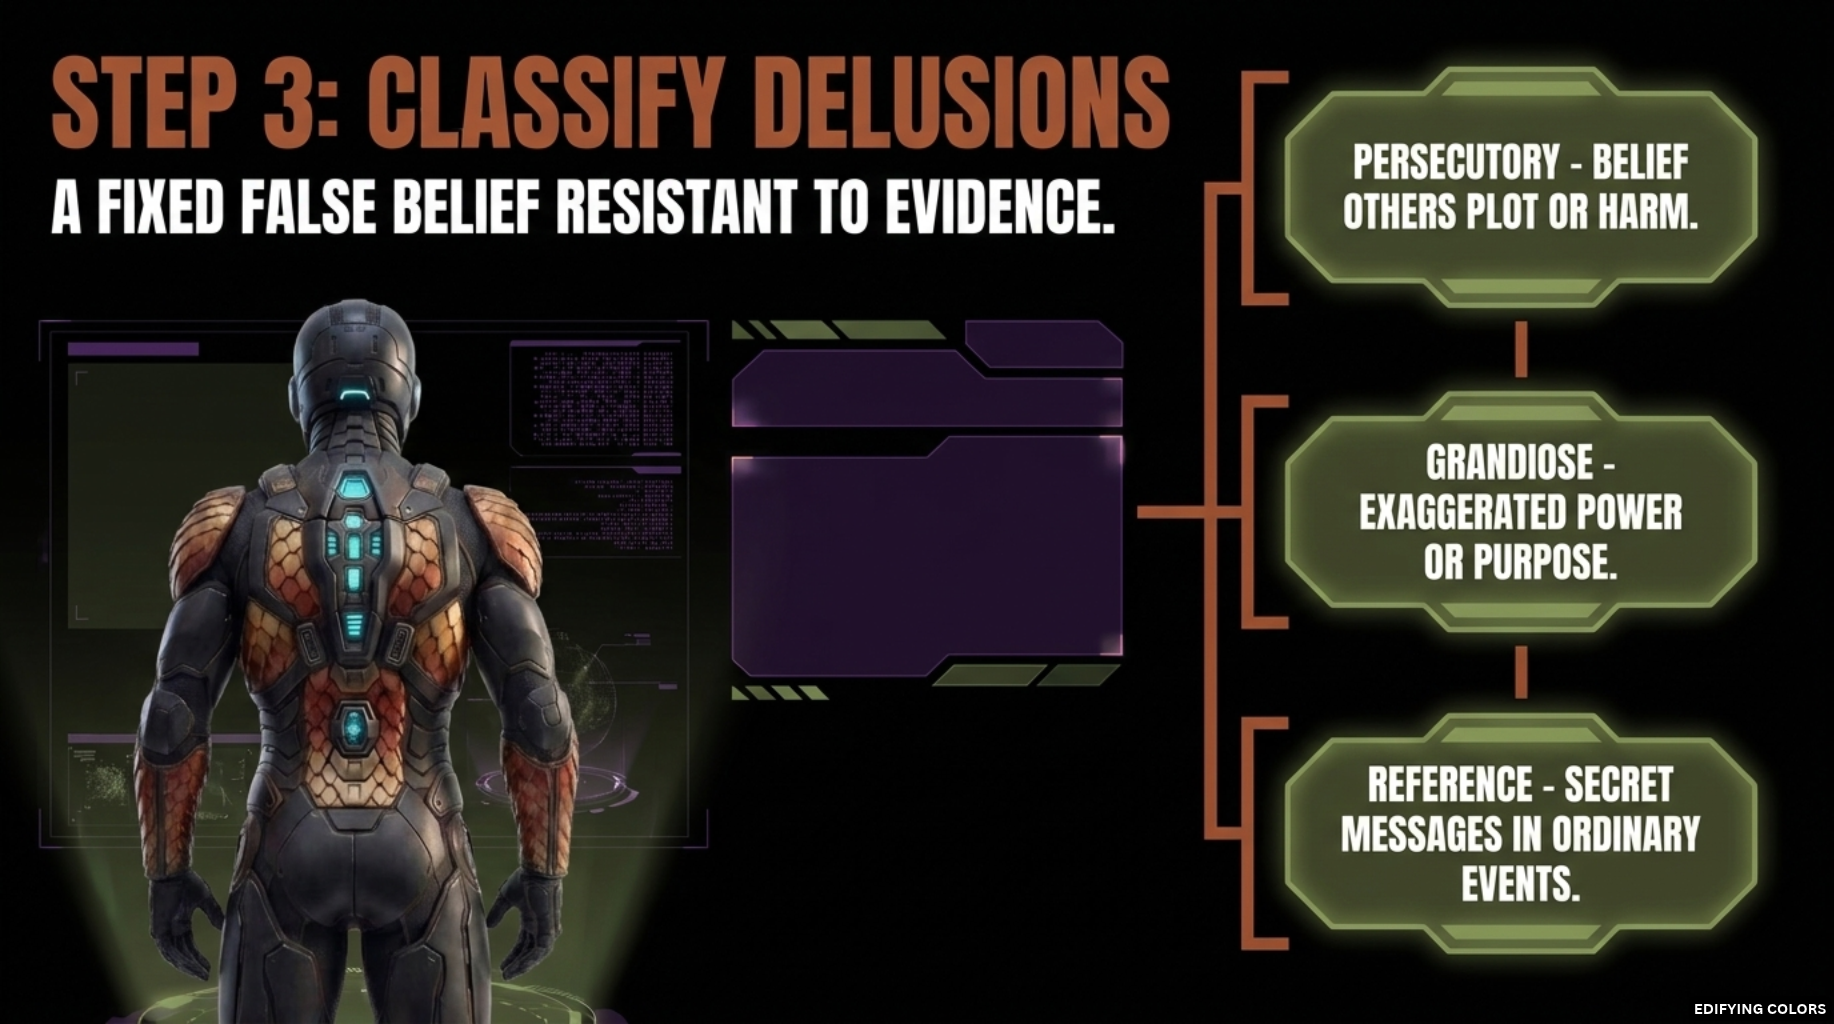 STEP 3: CLASSIFY DELUSIONS
A FIXED FALSE BELIEF RESISTANT TO EVIDENCE.
PERSECUTORY - BELIEF
OTHERS PLOT OR HARM.
GRANDIOSE -
EXAGGERATED POWER
OR PURPOSE.
REFERENCE - SECRET
MESSAGES IN ORDINARY
EVENTS.
EDIFYING COLORS